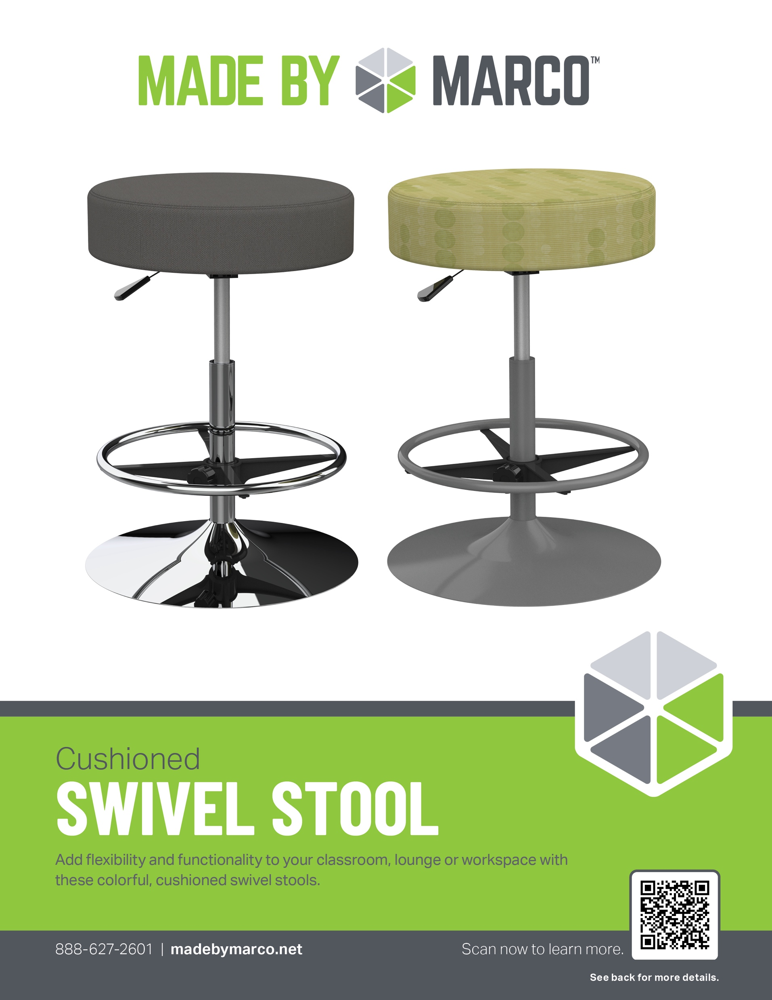 MADE BY MARCO™
Cushioned
SWIVEL STOOL
Add flexibility and functionality to your classroom, lounge or workspace with
these colorful, cushioned swivel stools.
888-627-2601 | madebymarco.net
Scan now to learn more.
See back for more details.